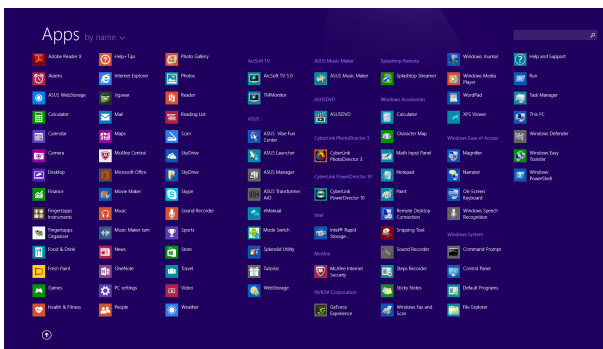 Apps by name
Adobe Reader X
Alarms
ASUS WebStorage
Calculator
Calendar
Camera
Desktop
Finance
Fingertapps
Instruments
Fingertapps
Organizer
Food & Drink
Fresh Paint
Games
Health & Fitness
Help+Tips
Internet Explorer
Jigswar
Mail
Maps
McAfee Central
Microsoft Office
Movie Maker
Music
Music Maker Jam
News
OneNote
PC settings
People
Photo Gallery
Photos
Reader
Reading List
Scan
SkyDrive
SkyDrive
Skype
Sound Recorder
Sports
Store
Travel
Video
Weather
ArcSoft TV
ArcSoft TV 5.0
TMMonitor
ASUS
ASUS Vibe Fun
Center
ASUS Launcher
ASUS Manager
ASUS Transformer
AIO
eManual
Mode Switch
Splendid Utility
Tutorial
WebStorage
ASUS Music Maker
ASUS Music Maker
ASUSDVD
ASUSDVD
CyberLink PhotoDirector 3
CyberLink
PhotoDirector 3
CyberLink PowerDirector 10
CyberLink
PowerDirector 10
Intel
Intel® Rapid
Storage...
McAfee
McAfee Internet
Security
NVIDIA Corporation
GeForce
Experience
Splashtop Remote
Splashtop Streamer
Windows Accessories
Calculator
Character Map
Math Input Panel
Notepad
Paint
Remote Desktop
Connection
Snipping Tool
Sound Recorder
Steps Recorder
Sticky Notes
Windows Fax and
Scan
Windows Journal
Windows Media
Player
WordPad
XPS Viewer
Windows Ease of Access
Magnifier
Narrator
On-Screen
Keyboard
Windows Speech
Recognition
Windows System
Command Prompt
Control Panel
Default Programs
File Explorer
Help and Support
Run
Task Manager
This PC
Windows Defender
Windows Easy
Transfer
Windows
PowerShell